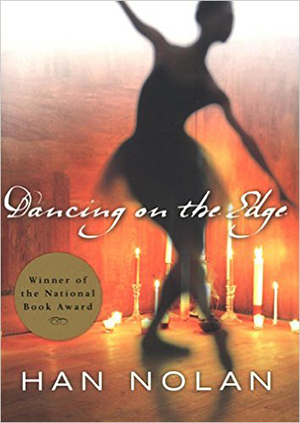 Dancing on the Edge
Winner of
the National
Book Award
HAN NOLAN